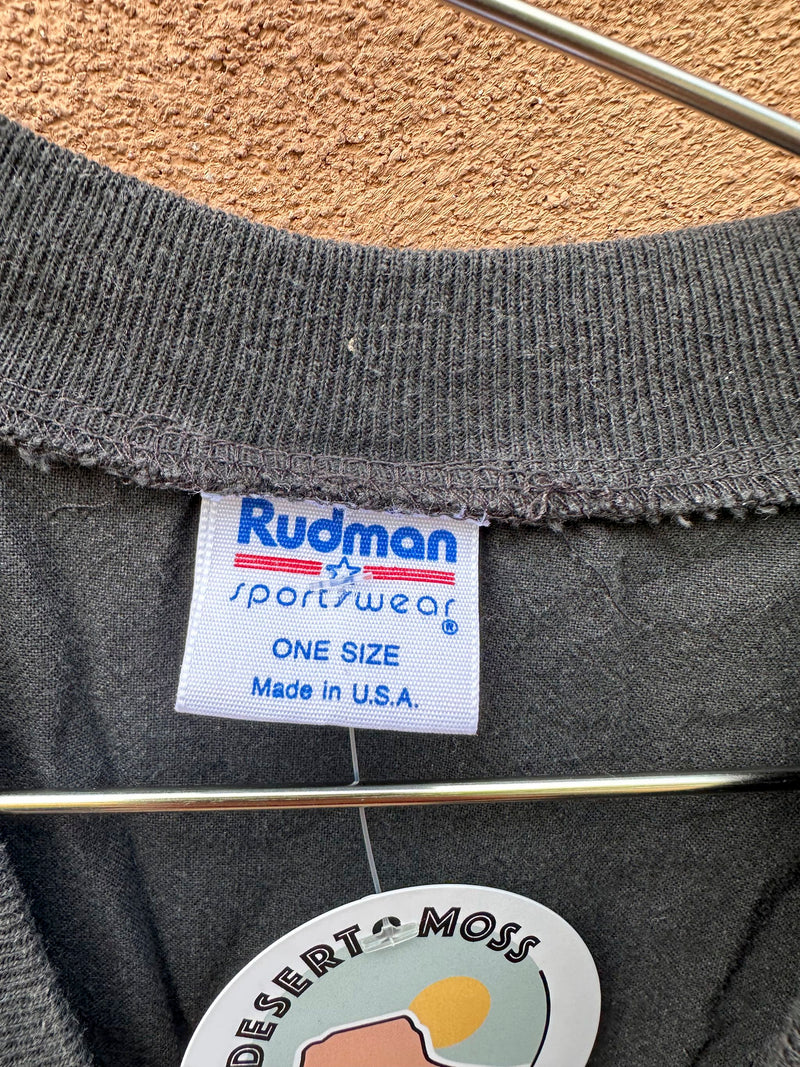 Rudman
sportswear®
ONE SIZE
Made in U.S.A.
DESERT MOSS